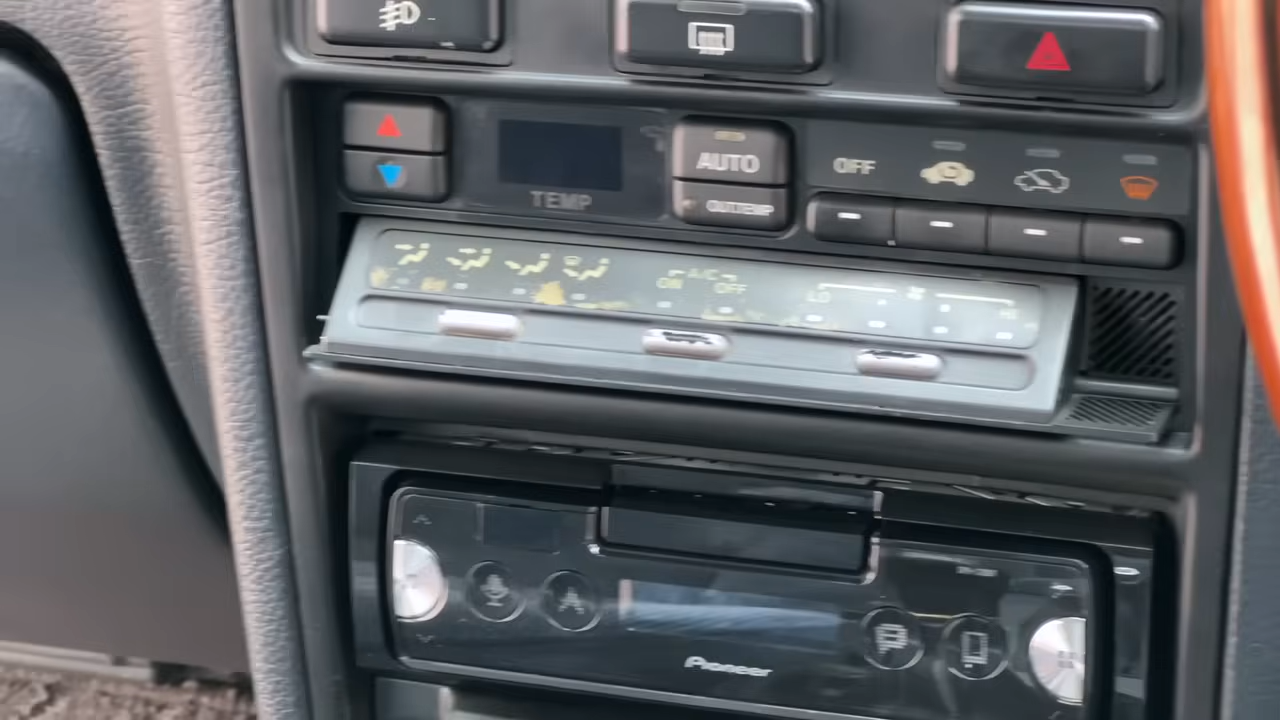 AUTO
OFF
TEMP
OUTTEMP
A/C
ON
OFF
LO
HI
Pioneer